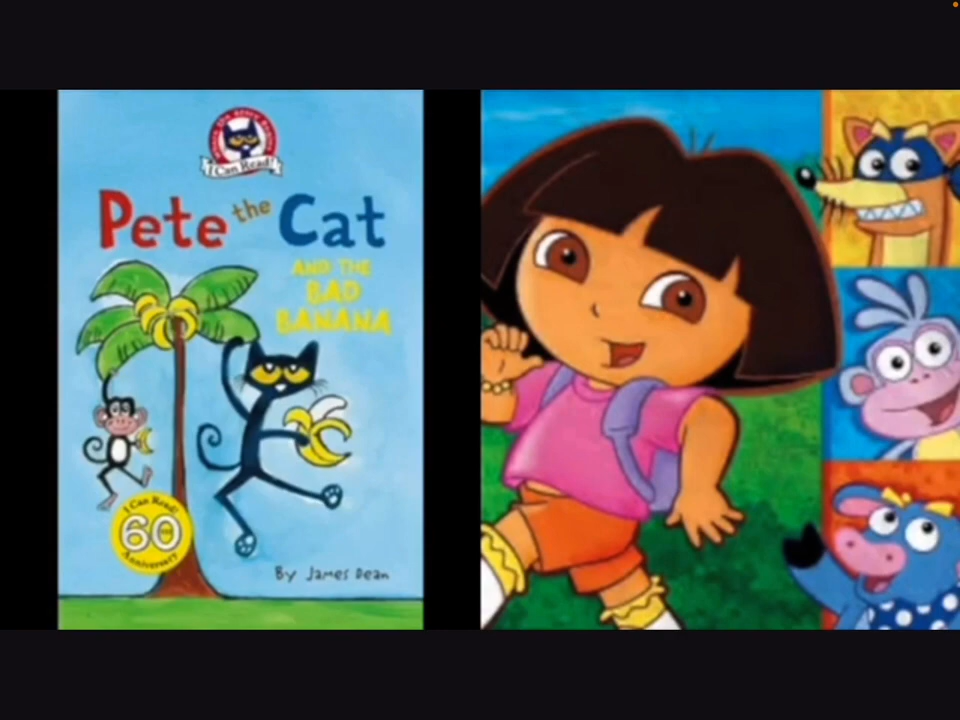 I Can Read!
Pete the Cat
AND THE
BAD
BANANA
I Can Read!
60
Anniversary
By James Dean